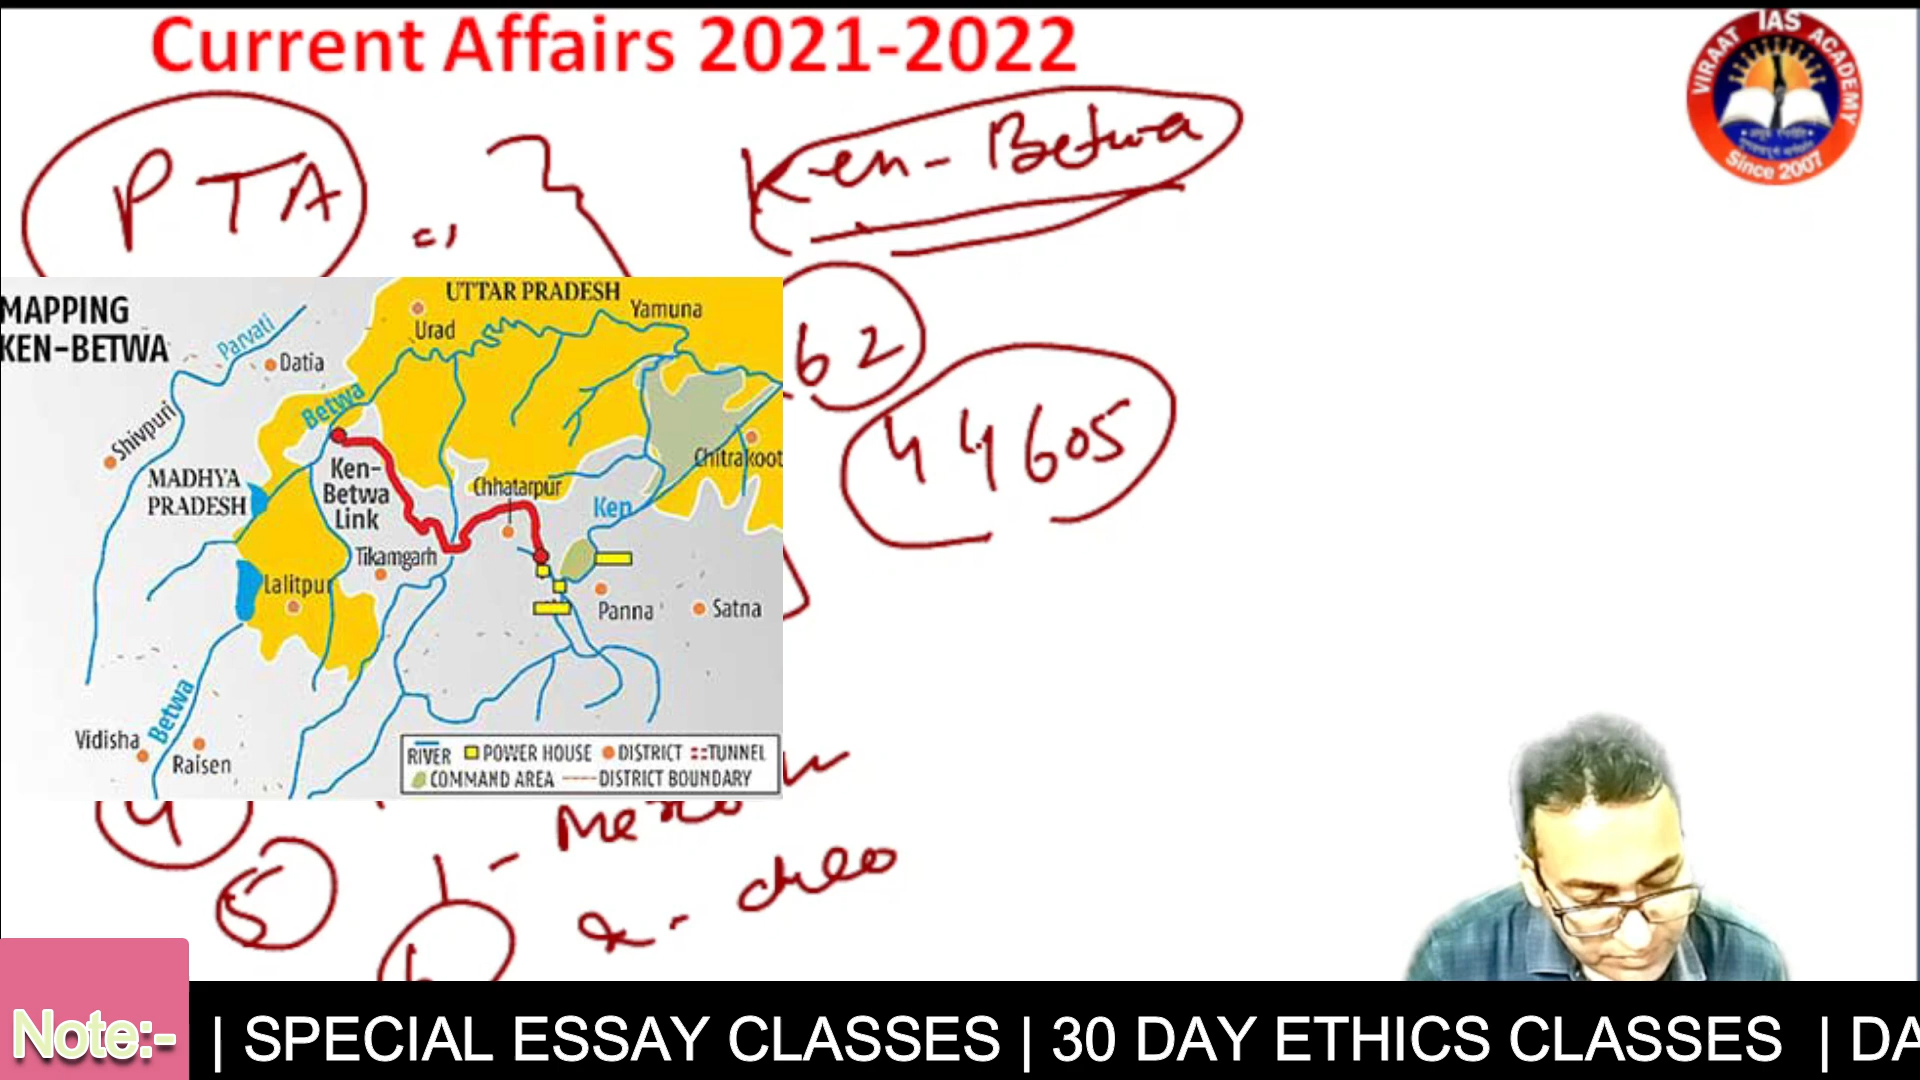 Current Affairs 2021-2022
VIRAAT IAS ACADEMY
Since 2007
PTA
Ken-Betwa
62
44605
MAPPING
KEN-BETWA
UTTAR PRADESH
Yamuna
Urad
Parvati
Datia
Betwa
Shivpuri
MADHYA
PRADESH
Ken-
Betwa
Link
Chhatarpur
Chitrakoot
Ken
Tikamgarh
Lalitpur
Panna
Satna
Betwa
Vidisha
Raisen
RIVER POWER HOUSE DISTRICT TUNNEL
COMMAND AREA DISTRICT BOUNDARY
4
5
Note:- | SPECIAL ESSAY CLASSES | 30 DAY ETHICS CLASSES | DA